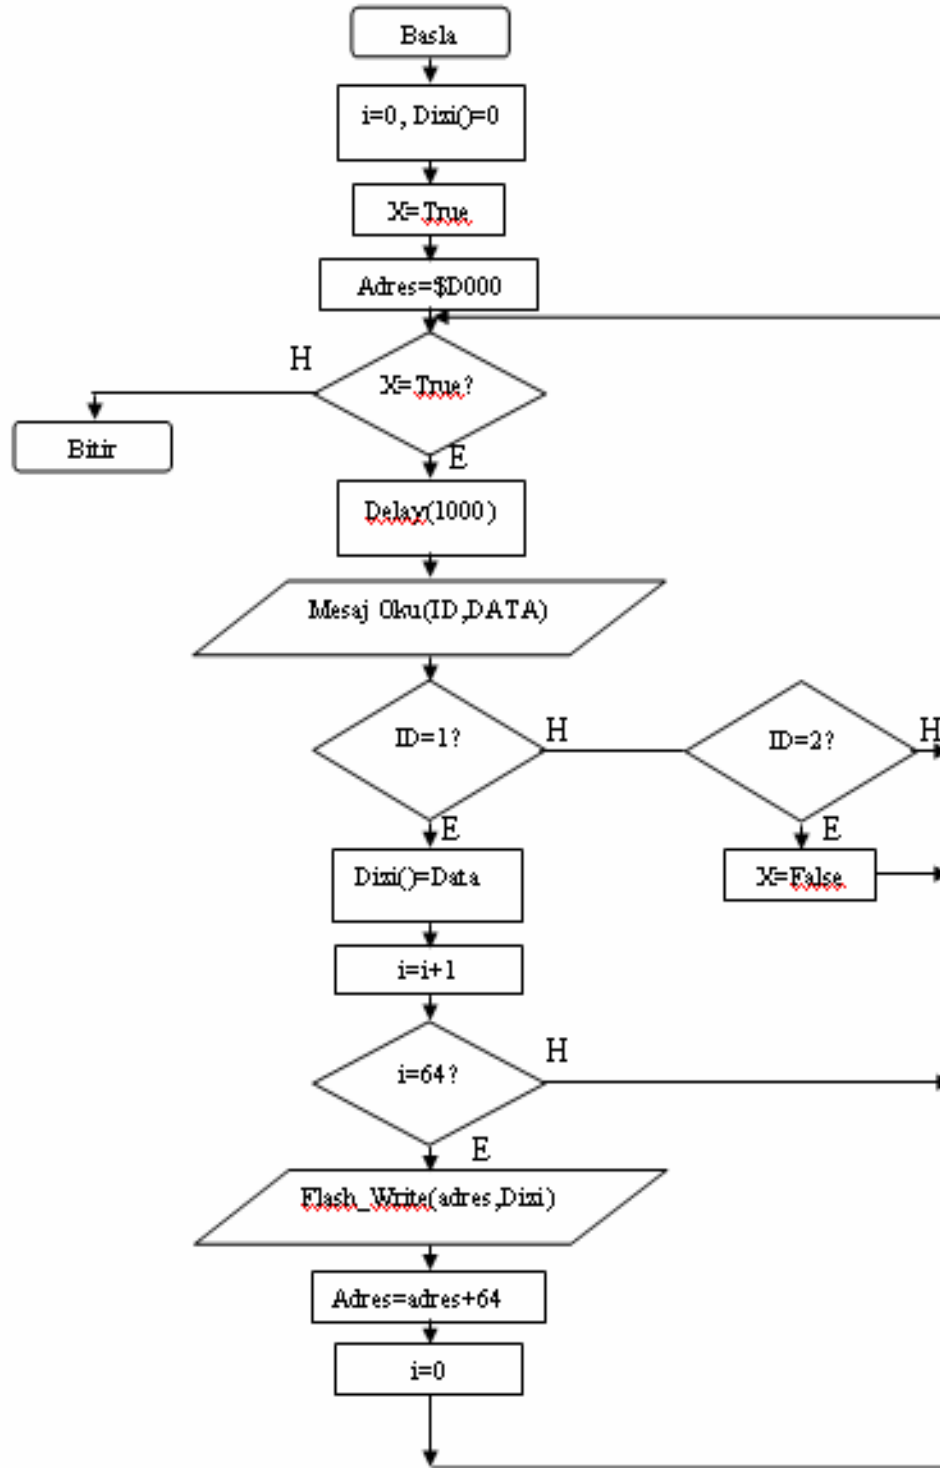 Basla
i=0, Dizi()=0
X=True
Adres=$D000
H
X=True?
Bitir
E
Delay(1000)
Mesaj Oku(ID,DATA)
ID=1?
H
ID=2?
H
E
E
Dizi()=Data
X=False
i=i+1
H
i=64?
E
Flash_Write(adres,Dizi)
Adres=adres+64
i=0